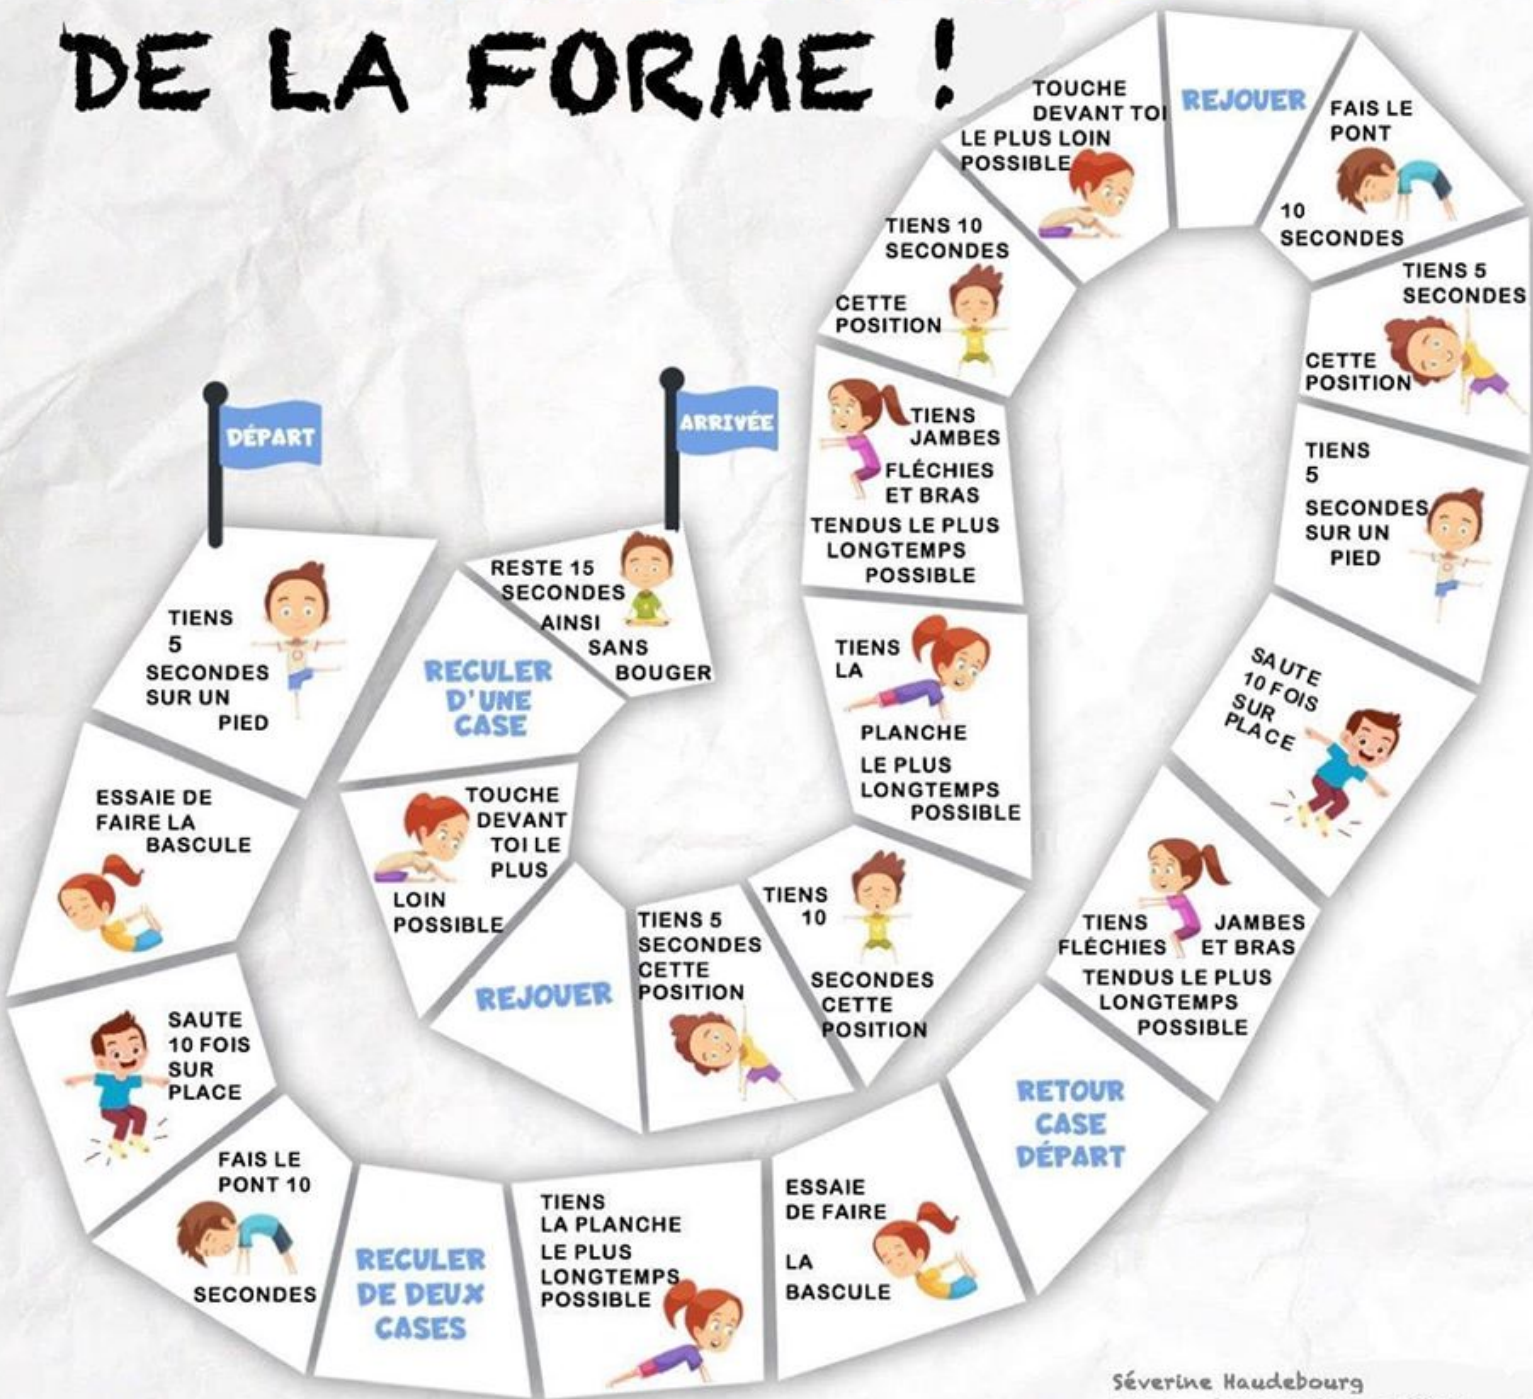 DE LA FORME !
DÉPART
TIENS
5
SECONDES
SUR UN
PIED
ESSAIE DE
FAIRE LA
BASCULE
SAUTE
10 FOIS
SUR
PLACE
FAIS LE
PONT 10
SECONDES
RECULER
DE DEUX
CASES
TIENS
LA PLANCHE
LE PLUS
LONGTEMPS
POSSIBLE
ESSAIE
DE FAIRE
LA
BASCULE
RETOUR
CASE
DÉPART
TIENS JAMBES
FLÉCHIES ET BRAS
TENDUS LE PLUS
LONGTEMPS
POSSIBLE
SAUTE
10 FOIS
SUR
PLACE
TIENS
5
SECONDES
SUR UN
PIED
TIENS 5
SECONDES
CETTE
POSITION
FAIS LE
PONT
10
SECONDES
REJOUER
TOUCHE
DEVANT TOI
LE PLUS LOIN
POSSIBLE
TIENS 10
SECONDES
CETTE
POSITION
TIENS
JAMBES
FLÉCHIES
ET BRAS
TENDUS LE PLUS
LONGTEMPS
POSSIBLE
TIENS
LA
PLANCHE
LE PLUS
LONGTEMPS
POSSIBLE
TIENS
10
SECONDES
CETTE
POSITION
TIENS 5
SECONDES
CETTE
POSITION
REJOUER
TOUCHE
DEVANT
TOI LE
PLUS
LOIN
POSSIBLE
RECULER
D'UNE
CASE
RESTE 15
SECONDES
AINSI
SANS
BOUGER
ARRIVÉE
Séverine Haudebourg